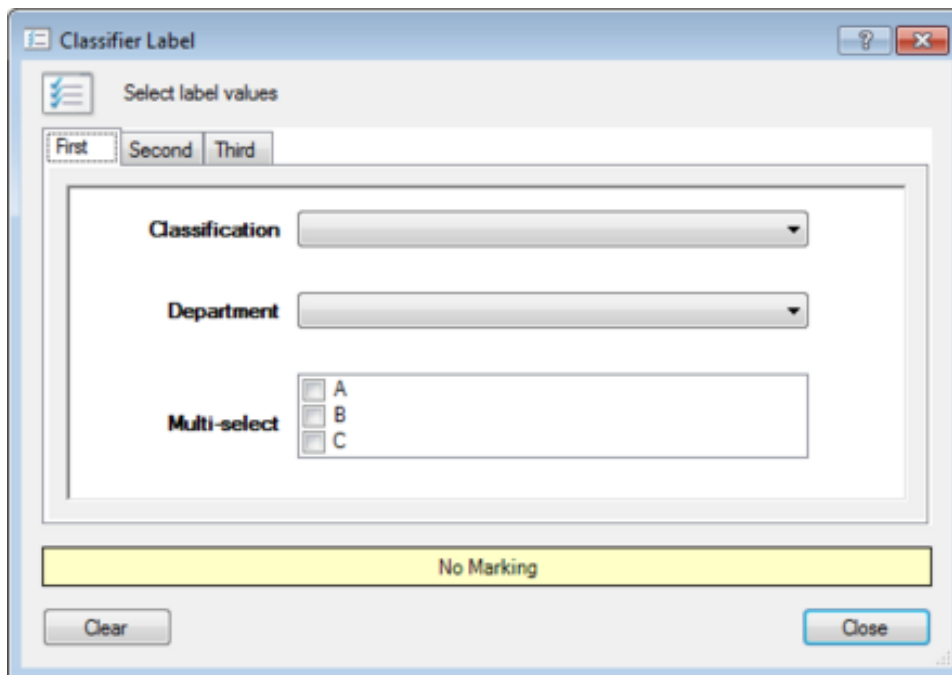 Classifier Label
Select label values
First Second Third
Classification
Department
A
B
Multi-select
C
No Marking
Clear Close